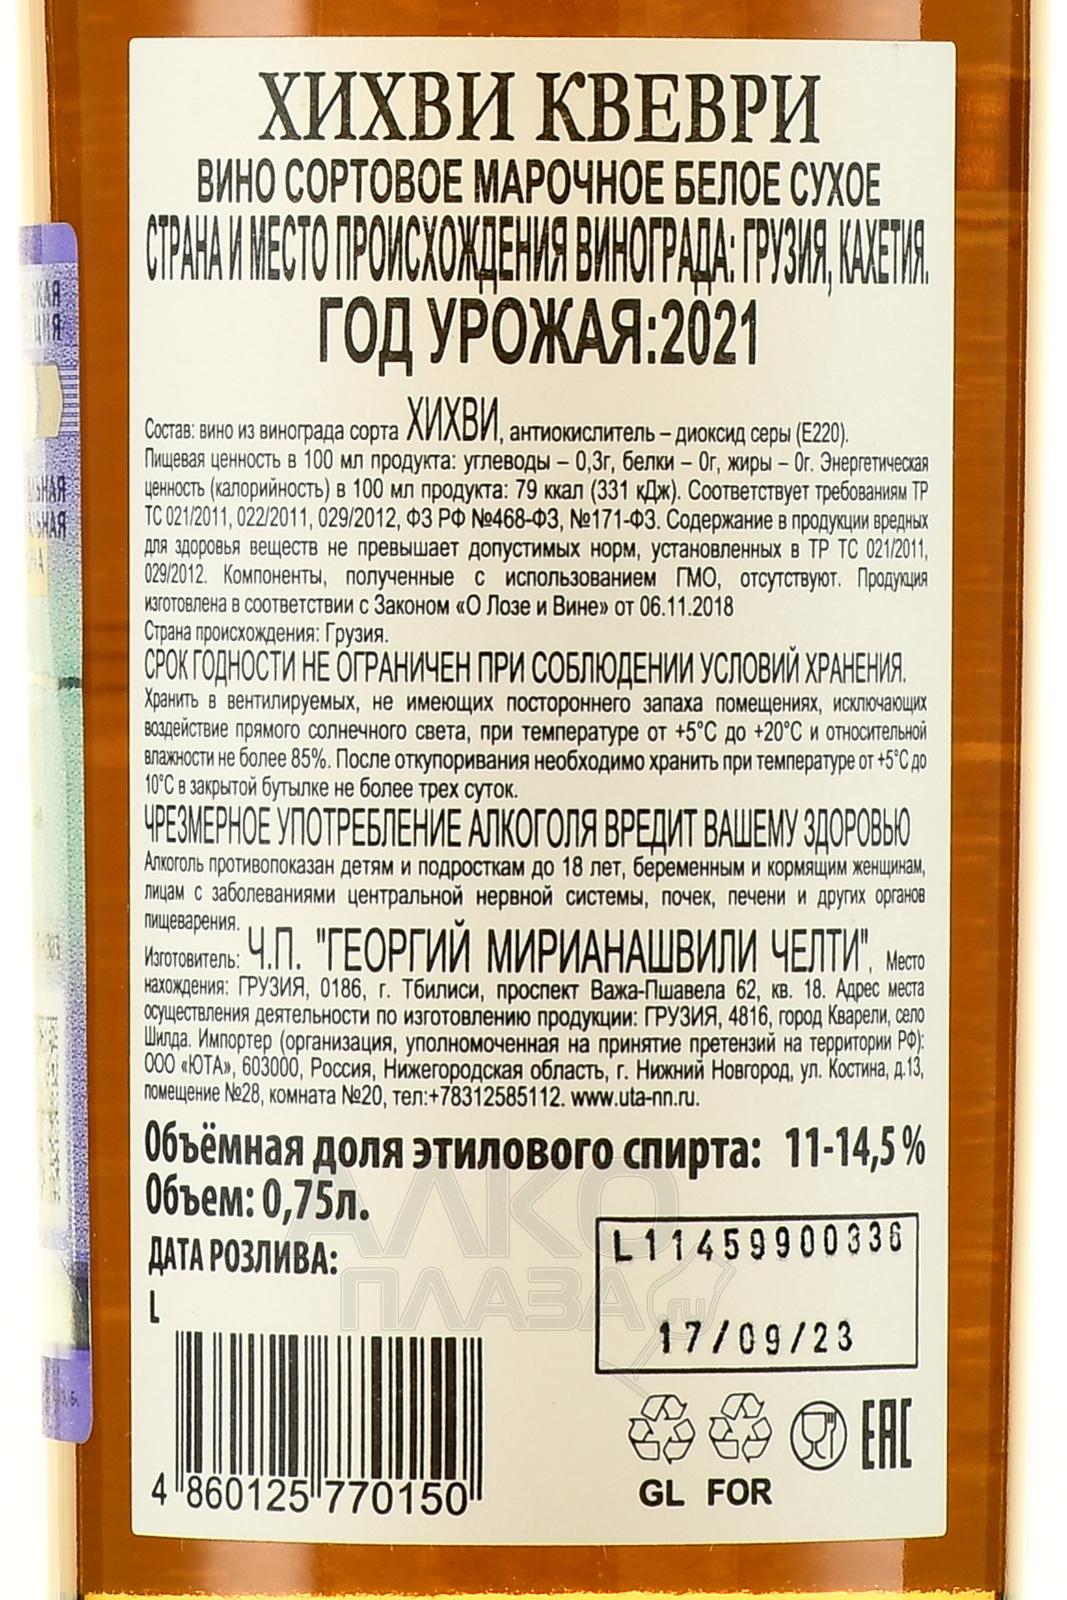 ХИХВИ КВЕВРИ
ВИНО СОРТОВОЕ МАРОЧНОЕ БЕЛОЕ СУХОЕ
СТРАНА И МЕСТО ПРОИСХОЖДЕНИЯ ВИНОГРАДА: ГРУЗИЯ, КАХЕТИЯ.
ГОД УРОЖАЯ:2021
Состав: вино из винограда сорта ХИХВИ, антиокислитель – диоксид серы (Е220).
Пищевая ценность в 100 мл продукта: углеводы – 0,3г, белки – 0г, жиры – 0г. Энергетическая
ценность (калорийность) в 100 мл продукта: 79 ккал (331 кДж). Соответствует требованиям ТР
ТС 021/2011, 022/2011, 029/2012, ФЗ РФ №468-ФЗ, №171-ФЗ. Содержание в продукции вредных
для здоровья веществ не превышает допустимых норм, установленных в ТР ТС 021/2011,
029/2012. Компоненты, полученные с использованием ГМО, отсутствуют. Продукция
изготовлена в соответствии с Законом «О Лозе и Вине» от 06.11.2018
Страна происхождения: Грузия.
СРОК ГОДНОСТИ НЕ ОГРАНИЧЕН ПРИ СОБЛЮДЕНИИ УСЛОВИЙ ХРАНЕНИЯ.
Хранить в вентилируемых, не имеющих постороннего запаха помещениях, исключающих
воздействие прямого солнечного света, при температуре от +5°С до +20°С и относительной
влажности не более 85%. После откупоривания необходимо хранить при температуре от +5°С до
10°С в закрытой бутылке не более трех суток.
ЧРЕЗМЕРНОЕ УПОТРЕБЛЕНИЕ АЛКОГОЛЯ ВРЕДИТ ВАШЕМУ ЗДОРОВЬЮ
Алкоголь противопоказан детям и подросткам до 18 лет, беременным и кормящим женщинам,
лицам с заболеваниями центральной нервной системы, почек, печени и других органов
пищеварения.
Изготовитель: Ч.П. "ГЕОРГИЙ МИРИАНАШВИЛИ ЧЕЛТИ", Место
нахождения: ГРУЗИЯ, 0186, г. Тбилиси, проспект Важа-Пшавела 62, кв. 18. Адрес места
осуществления деятельности по изготовлению продукции: ГРУЗИЯ, 4816, город Кварели, село
Шилда. Импортер (организация, уполномоченная на принятие претензий на территории РФ):
ООО «ЮТА», 603000, Россия, Нижегородская область, г. Нижний Новгород, ул. Костина, д.13,
помещение №28, комната №20, тел:+78312585112. www.uta-nn.ru.
Объёмная доля этилового спирта: 11-14,5 %
Объем: 0,75л.
ДАТА РОЗЛИВА:
L
L11459900336
17/09/23
АЛКО
ПЛАЗА.ru
4 860125 770150
GL FOR
EAC